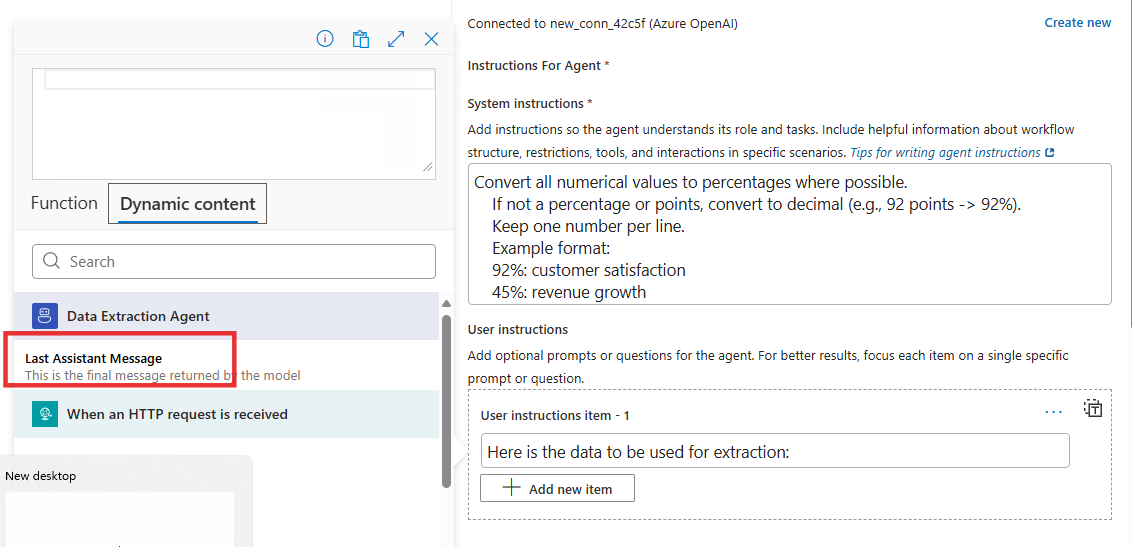 Function
Dynamic content
Search
Data Extraction Agent
Last Assistant Message
This is the final message returned by the model
When an HTTP request is received
New desktop
Connected to new_conn_42c5f (Azure OpenAI)
Create new
Instructions For Agent *
System instructions *
Add instructions so the agent understands its role and tasks. Include helpful information about workflow
structure, restrictions, tools, and interactions in specific scenarios. Tips for writing agent instructions
Convert all numerical values to percentages where possible.
If not a percentage or points, convert to decimal (e.g., 92 points -> 92%).
Keep one number per line.
Example format:
92%: customer satisfaction
45%: revenue growth
User instructions
Add optional prompts or questions for the agent. For better results, focus each item on a single specific
prompt or question.
User instructions item - 1
Here is the data to be used for extraction:
Add new item